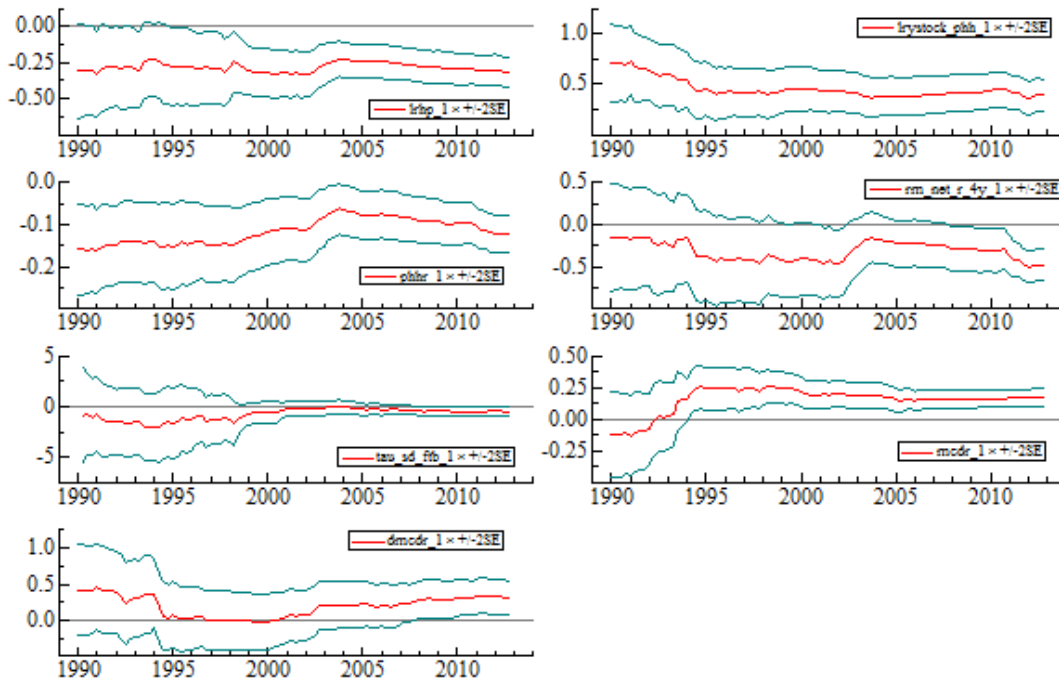 0.00
-0.25
-0.50
lrhp_1 × +/-2SE
1990 1995 2000 2005 2010
1.0
0.5
lrystock_phh_1 × +/-2SE
1990 1995 2000 2005 2010
0.0
-0.1
-0.2
phhr_1 × +/-2SE
1990 1995 2000 2005 2010
0.5
0.0
-0.5
rm_net_r_4y_1 × +/-2SE
1990 1995 2000 2005 2010
5
0
-5
tau_sd_ftb_1 × +/-2SE
1990 1995 2000 2005 2010
0.50
0.25
0.00
-0.25
mcdr_1 × +/-2SE
1990 1995 2000 2005 2010
1.0
0.5
0.0
dmcdr_1 × +/-2SE
1990 1995 2000 2005 2010